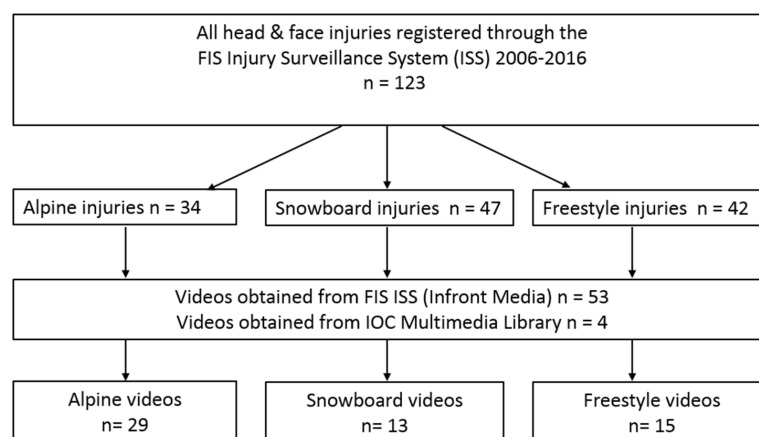 All head & face injuries registered through the
FIS Injury Surveillance System (ISS) 2006-2016
n = 123
Alpine injuries n = 34
Snowboard injuries n = 47
Freestyle injuries n = 42
Videos obtained from FIS ISS (Infront Media) n = 53
Videos obtained from IOC Multimedia Library n = 4
Alpine videos
n= 29
Snowboard videos
n= 13
Freestyle videos
n= 15